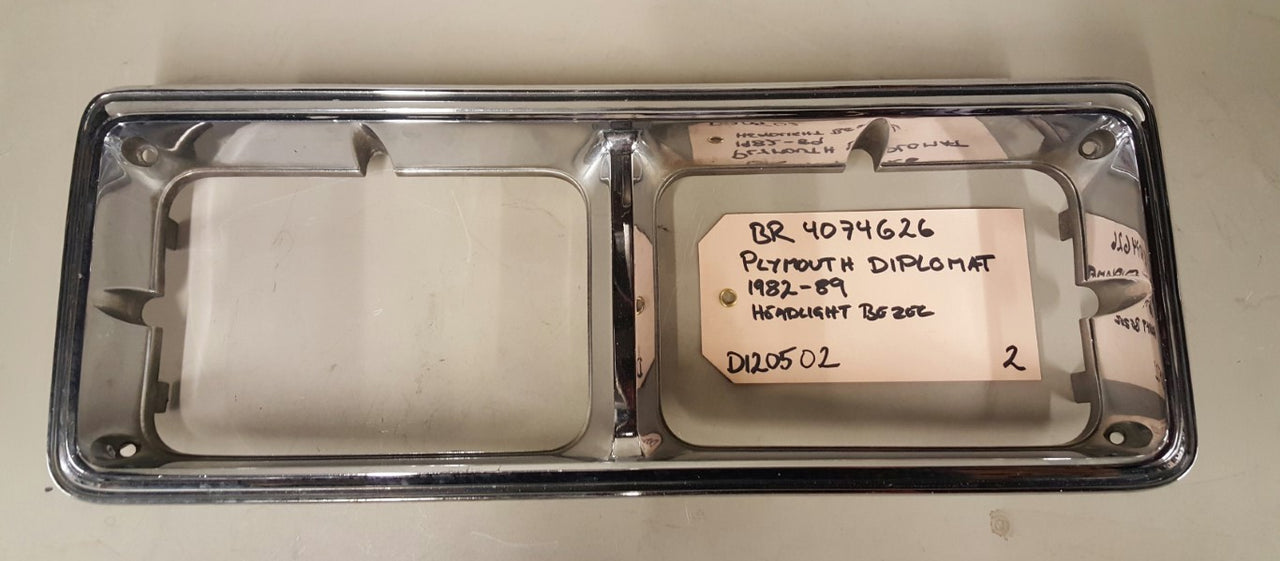 BR 4074626
PLYMOUTH DIPLOMAT
1982-89
HEADLIGHT BEZEL
D120502 2